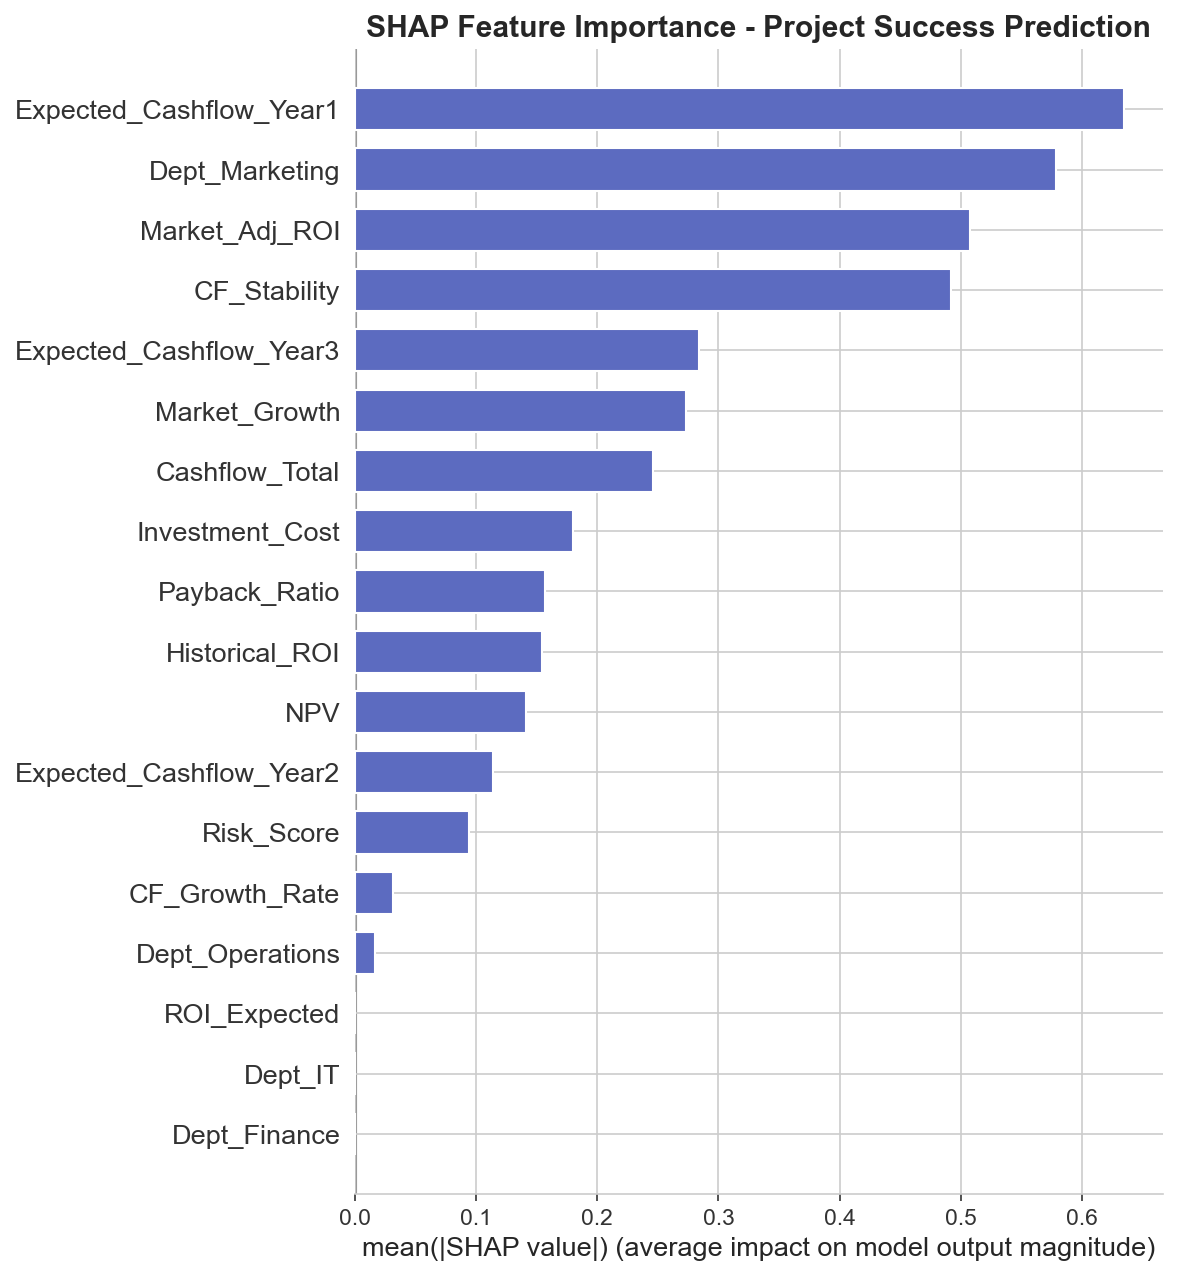 SHAP Feature Importance - Project Success Prediction
Expected_Cashflow_Year1
Dept_Marketing
Market_Adj_ROI
CF_Stability
Expected_Cashflow_Year3
Market_Growth
Cashflow_Total
Investment_Cost
Payback_Ratio
Historical_ROI
NPV
Expected_Cashflow_Year2
Risk_Score
CF_Growth_Rate
Dept_Operations
ROI_Expected
Dept_IT
Dept_Finance
0.0 0.1 0.2 0.3 0.4 0.5 0.6
mean(|SHAP value|) (average impact on model output magnitude)